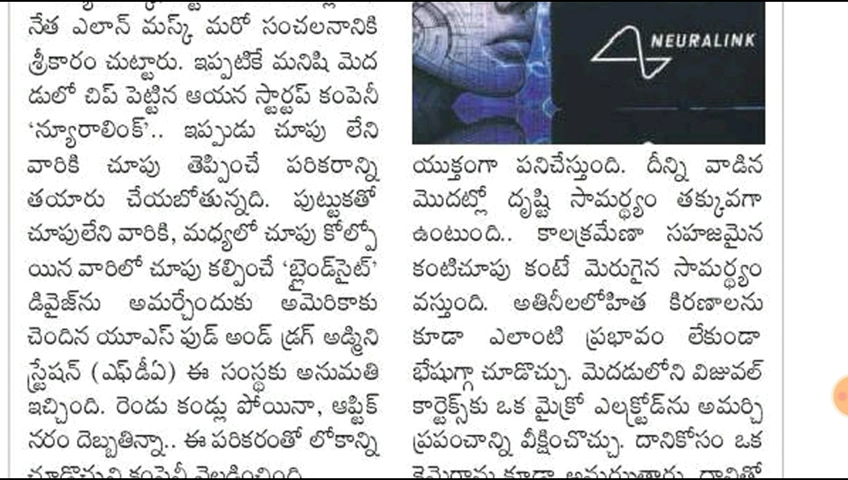 నేత ఎలాన్ మస్క్ మరో సంచలనానికి
శ్రీకారం చుట్టారు. ఇప్పటికే మనిషి మెద
డులో చిప్ పెట్టిన ఆయన స్టార్టప్ కంపెనీ
‘న్యూరాలింక్’.. ఇప్పుడు చూపు లేని
వారికి చూపు తెప్పించే పరికరాన్ని
తయారు చేయబోతున్నది. పుట్టుకతో
చూపులేని వారికి, మధ్యలో చూపు కోల్పో
యిన వారిలో చూపు కల్పించే ‘బ్లైండ్‌సైట్’
డివైజ్‌ను అమర్చేందుకు అమెరికాకు
చెందిన యూఎస్ ఫుడ్ అండ్ డ్రగ్ అడ్మిని
స్ట్రేషన్ (ఎఫ్‌డీఏ) ఈ సంస్థకు అనుమతి
ఇచ్చింది. రెండు కండ్లు పోయినా, ఆప్టిక్
నరం దెబ్బతిన్నా.. ఈ పరికరంతో లోకాన్ని
చూడొచ్చని కంపెనీ వెల్లడించింది.
NEURALINK
యుక్తంగా పనిచేస్తుంది. దీన్ని వాడిన
మొదట్లో దృష్టి సామర్థ్యం తక్కువగా
ఉంటుంది.. కాలక్రమేణా సహజమైన
కంటిచూపు కంటే మెరుగైన సామర్థ్యం
వస్తుంది. అతినీలలోహిత కిరణాలను
కూడా ఎలాంటి ప్రభావం లేకుండా
భేషుగ్గా చూడొచ్చు. మెదడులోని విజువల్
కార్టెక్స్‌కు ఒక మైక్రో ఎలక్ట్రోడ్‌ను అమర్చి
ప్రపంచాన్ని వీక్షించొచ్చు. దానికోసం ఒక
కెమెరాను కూడా అమరుతారు. దానితో